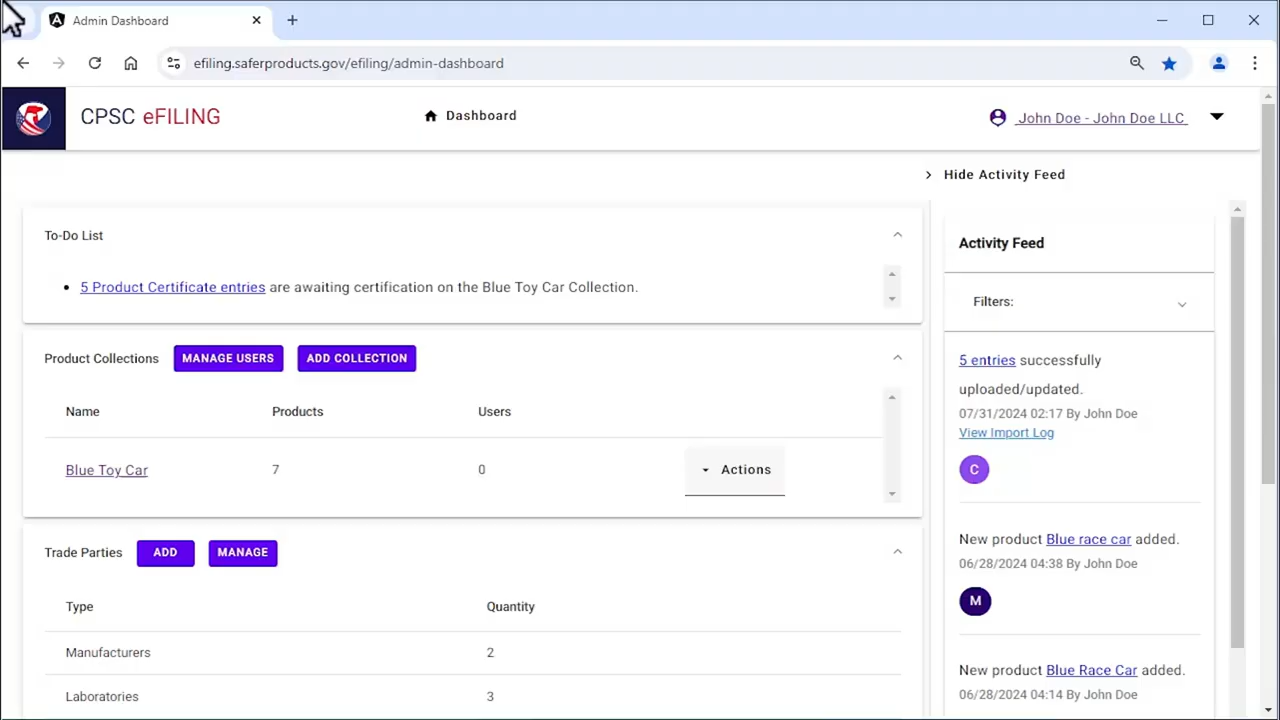 Admin Dashboard
efiling.saferproducts.gov/efiling/admin-dashboard
CPSC eFILING
Dashboard
John Doe - John Doe LLC
Hide Activity Feed
To-Do List
5 Product Certificate entries are awaiting certification on the Blue Toy Car Collection.
Product Collections MANAGE USERS ADD COLLECTION
Name Products Users
Blue Toy Car 7 0 Actions
Trade Parties ADD MANAGE
Type Quantity
Manufacturers 2
Laboratories 3
Activity Feed
Filters:
5 entries successfully
uploaded/updated.
07/31/2024 02:17 By John Doe
View Import Log
C
New product Blue race car added.
06/28/2024 04:38 By John Doe
M
New product Blue Race Car added.
06/28/2024 04:14 By John Doe